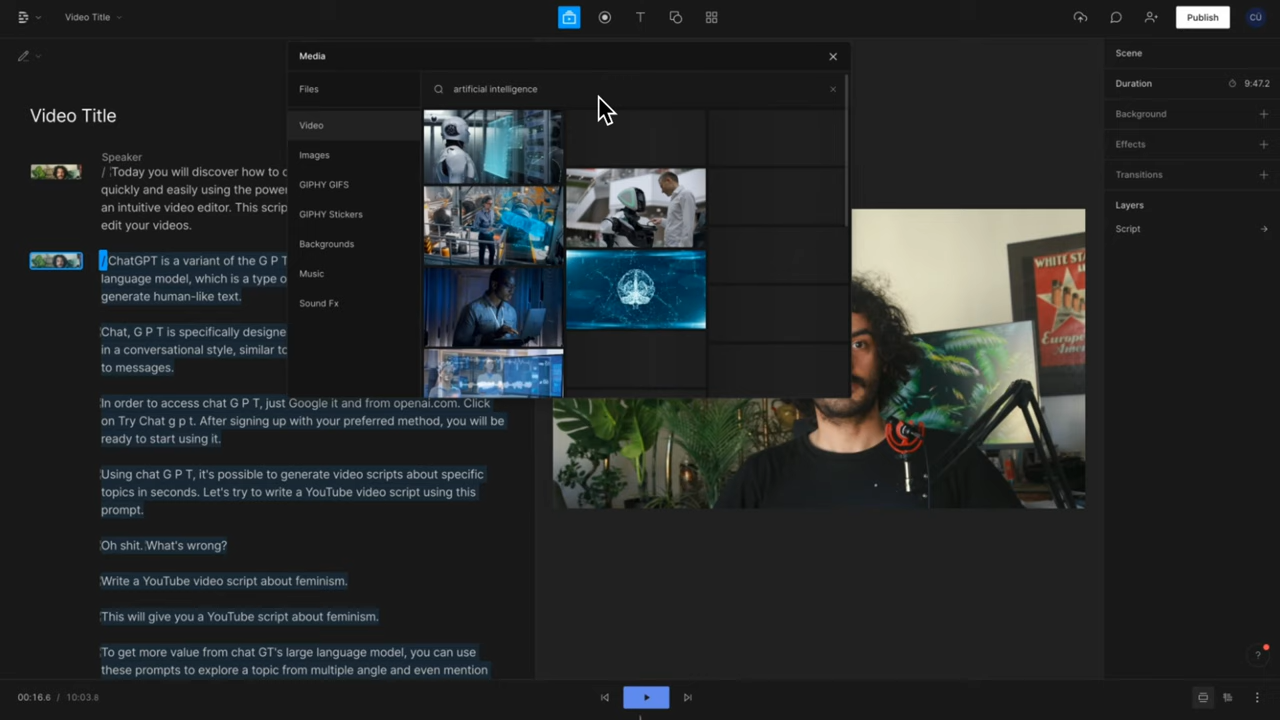 Video Title
Publish
CÜ
Media
Files
artificial intelligence
Video
Images
GIPHY GIFS
GIPHY Stickers
Backgrounds
Music
Sound Fx
Video Title
Speaker
/ Today you will discover how to c
quickly and easily using the power
an intuitive video editor. This scrip
edit your videos.
/ ChatGPT is a variant of the G P T
language model, which is a type o
generate human-like text.
Chat, G P T is specifically designe
in a conversational style, similar to
to messages.
In order to access chat G P T, just Google it and from openai.com. Click
on Try Chat g p t. After signing up with your preferred method, you will be
ready to start using it.
Using chat G P T, it's possible to generate video scripts about specific
topics in seconds. Let's try to write a YouTube video script using this
prompt.
Oh shit. What's wrong?
Write a YouTube video script about feminism.
This will give you a YouTube script about feminism.
To get more value from chat GT's large language model, you can use
these prompts to explore a topic from multiple angle and even mention
WHITE STA
Europe
Ame
Scene
Duration 9:47.2
Background
Effects
Transitions
Layers
Script
?
00:16.6 / 10:03.8